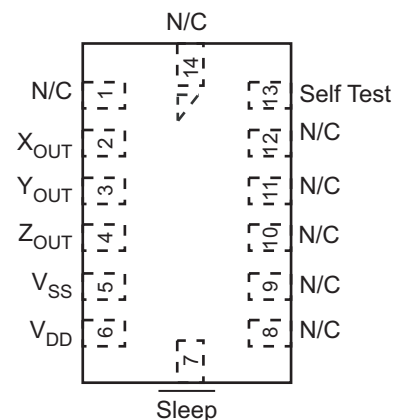 N/C
14
N/C 1 13 Self Test
X_OUT 2 12 N/C
Y_OUT 3 11 N/C
Z_OUT 4 10 N/C
V_SS 5 9 N/C
V_DD 6 8 N/C
7
Sleep